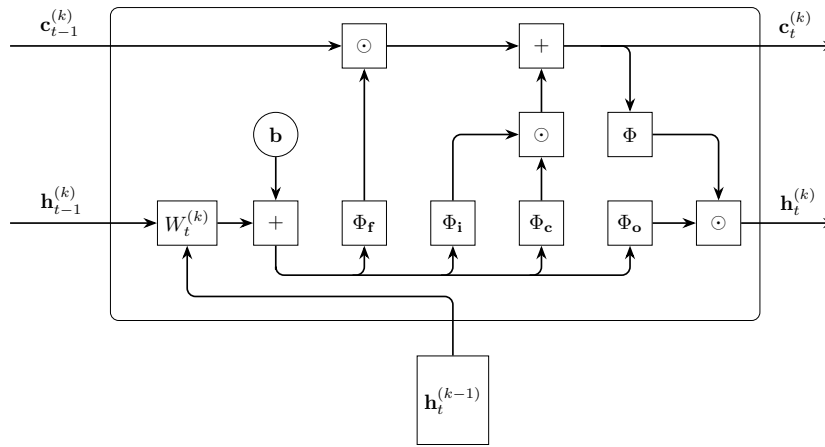 c_{t-1}^{(k)} c_t^{(k)}
⊙ +
b ⊙ Φ
h_{t-1}^{(k)} h_t^{(k)}
W_t^{(k)} + Φ_f Φ_i Φ_c Φ_o ⊙
h_t^{(k-1)}